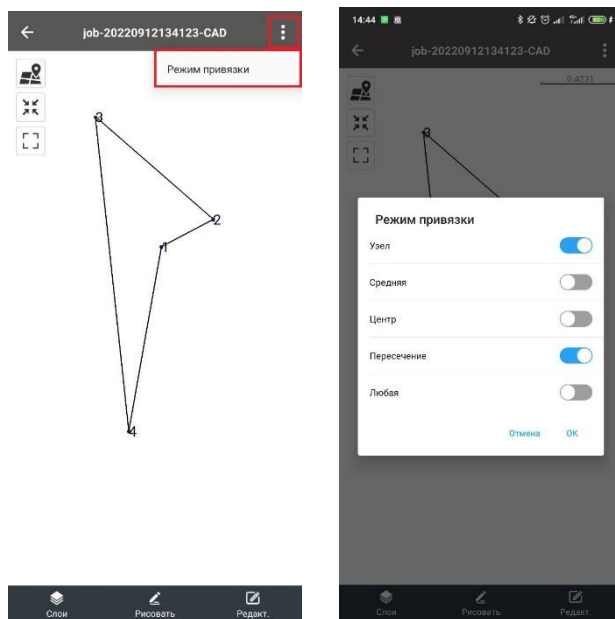 job-20220912134123-CAD
Режим привязки
3
2
1
4
Слои
Рисовать
Редакт.
14:44
job-20220912134123-CAD
0.4231
3
Режим привязки
Узел
Средняя
Центр
Пересечение
Любая
Отмена
ОК
Слои
Рисовать
Редакт.